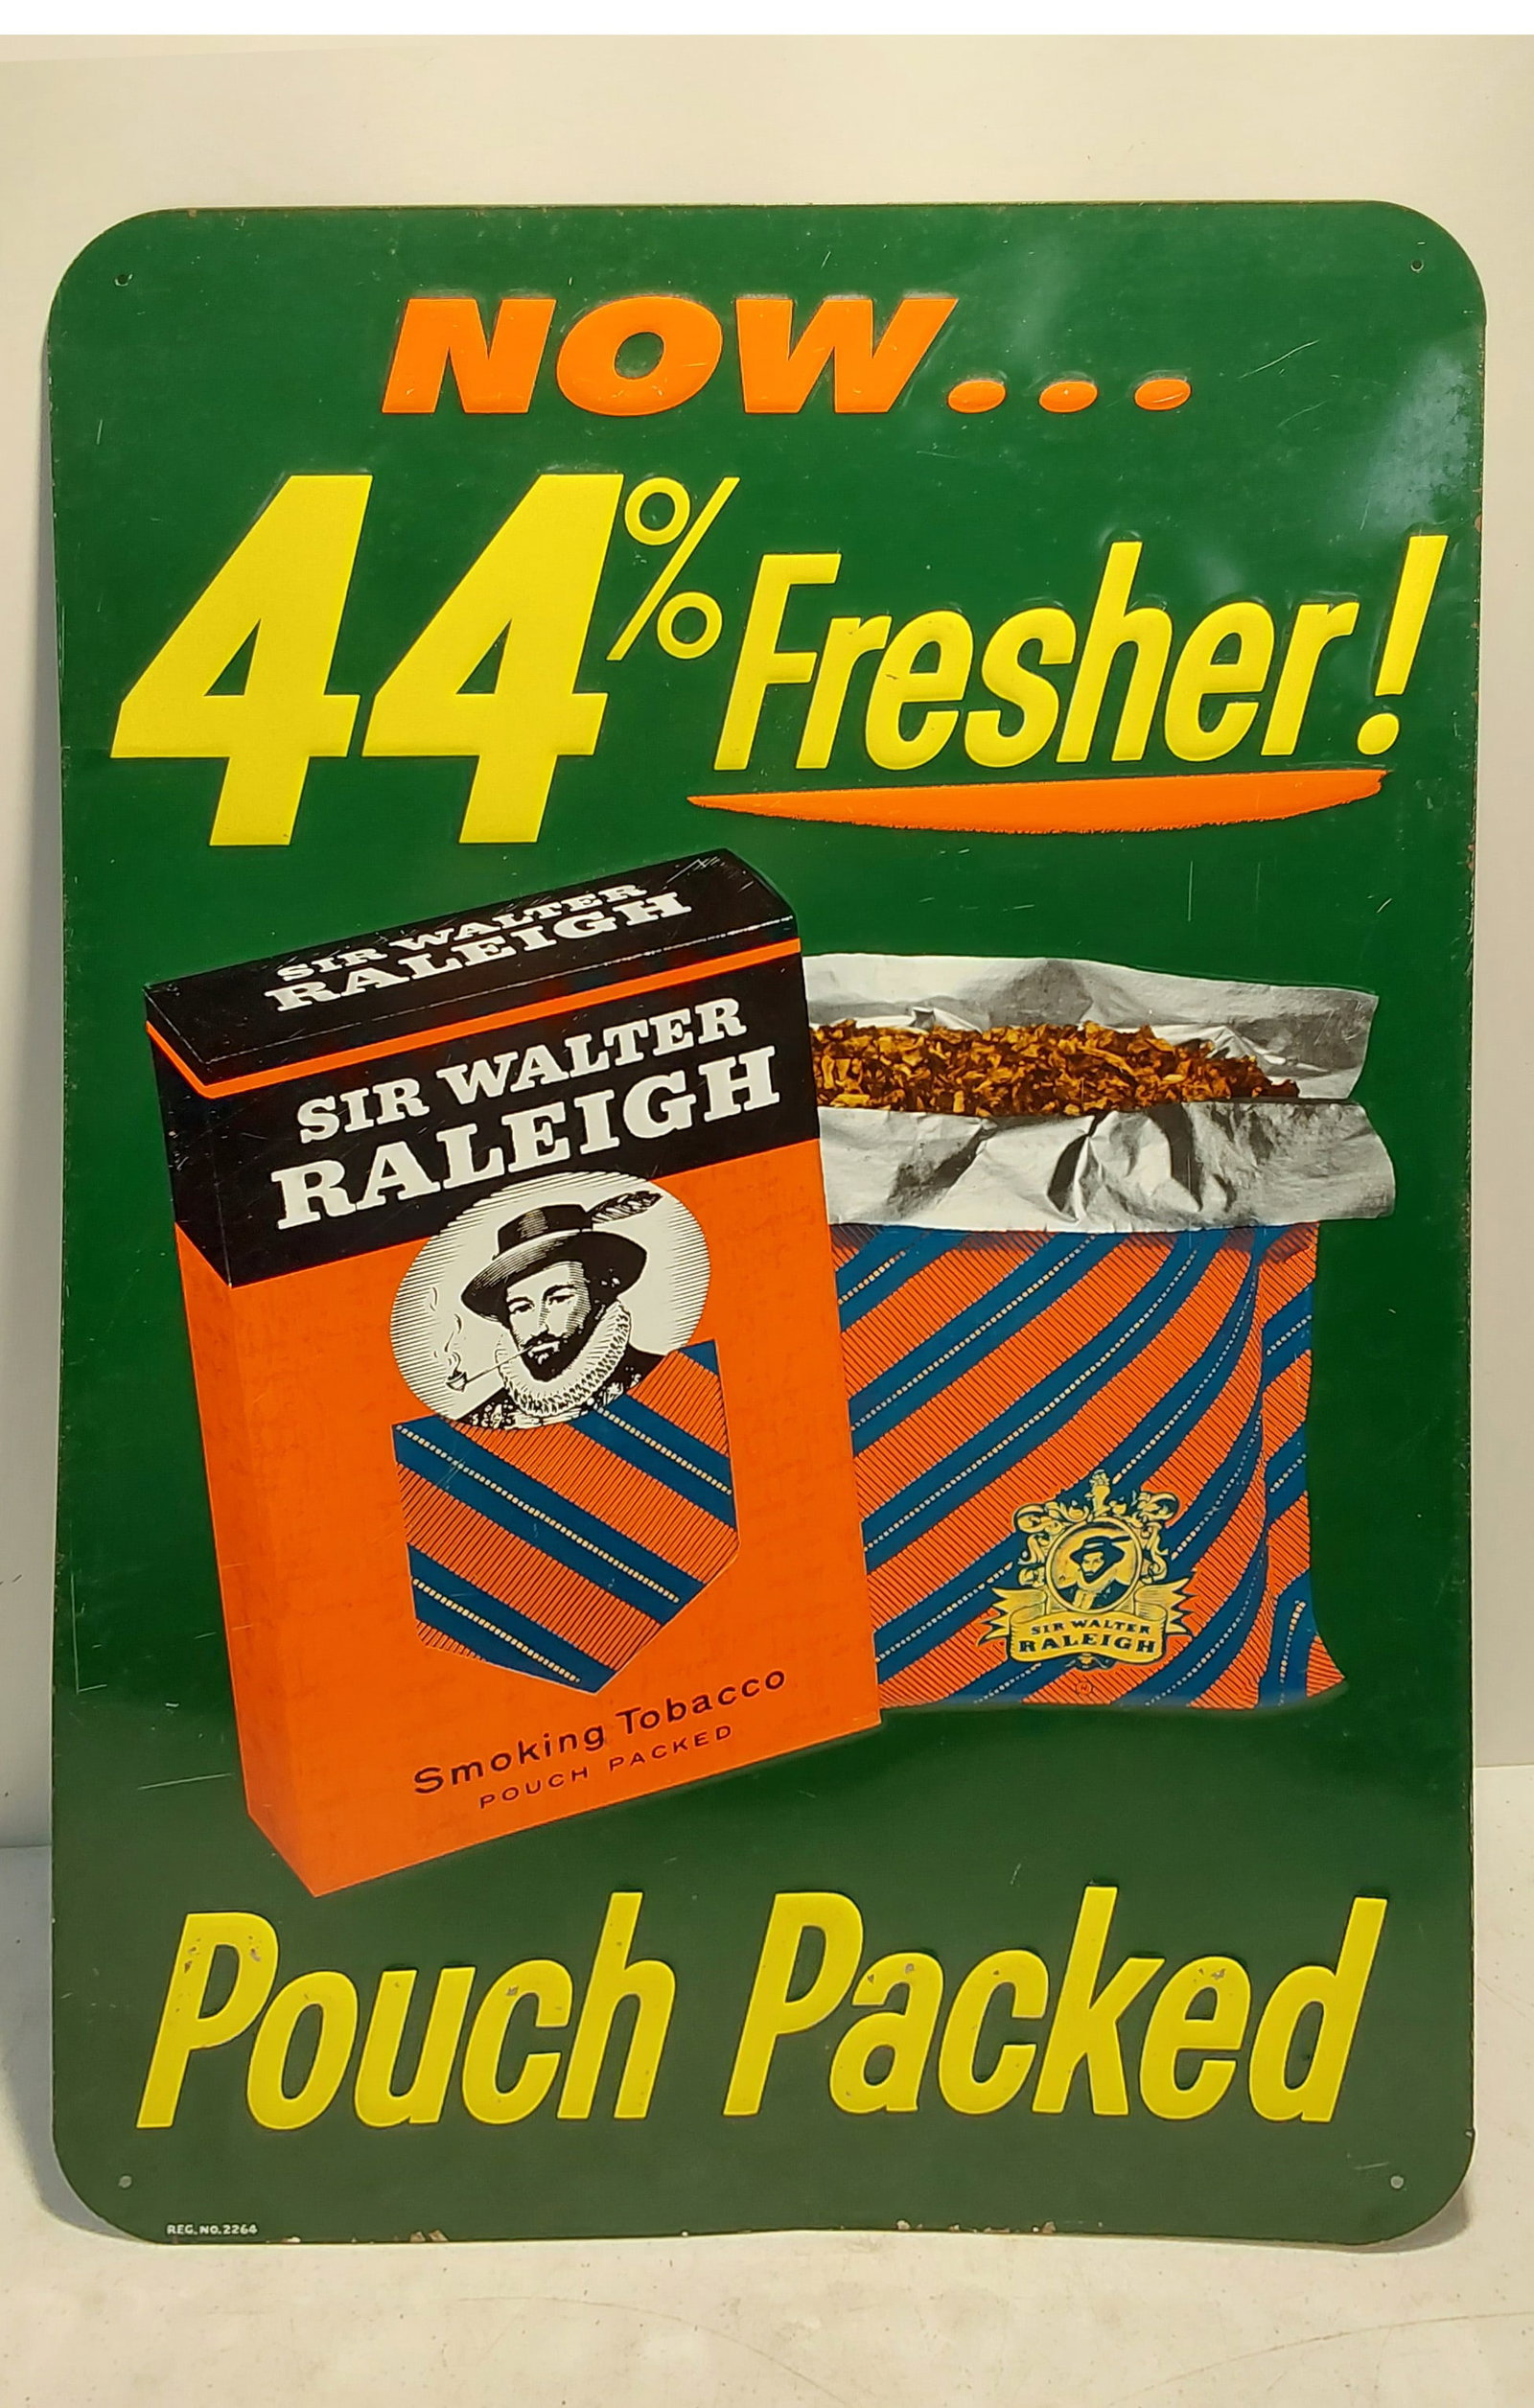 NOW...
44% Fresher!
SIR WALTER
RALEIGH
SIR WALTER
RALEIGH
Smoking Tobacco
POUCH PACKED
SIR WALTER
RALEIGH
Pouch Packed
REG. NO. 2264